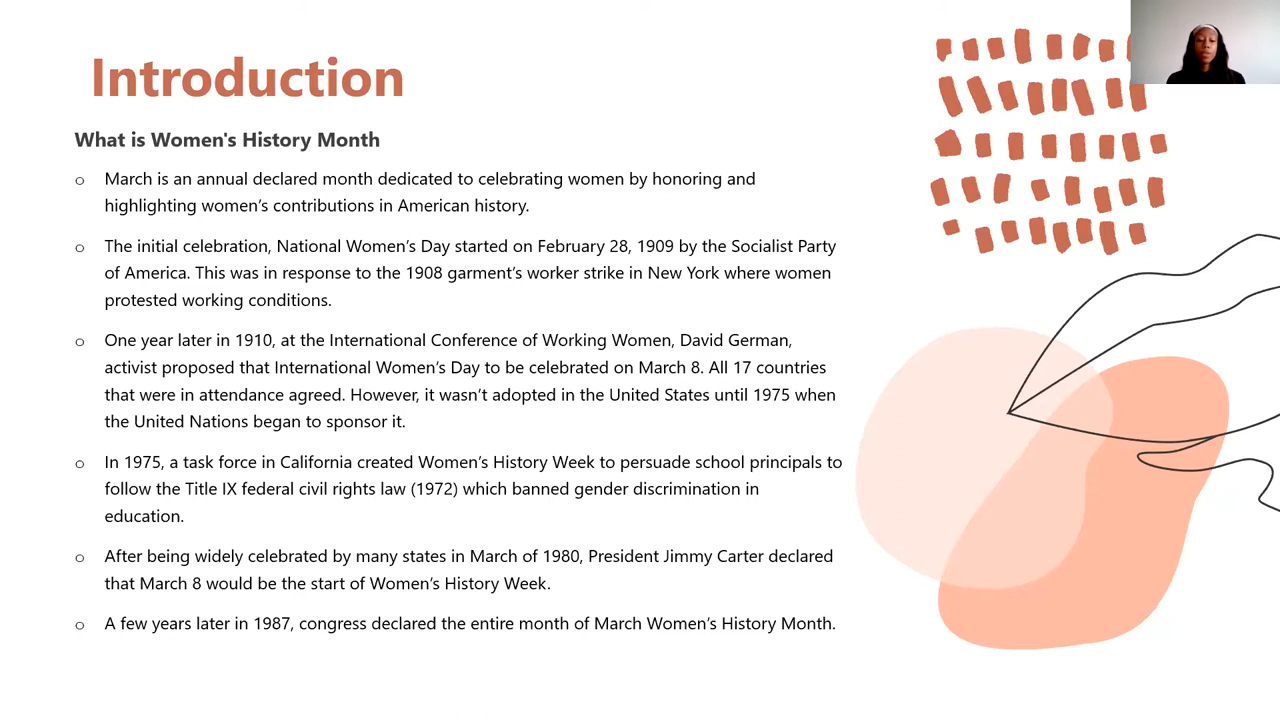 Introduction
What is Women's History Month
o March is an annual declared month dedicated to celebrating women by honoring and
highlighting women’s contributions in American history.
o The initial celebration, National Women’s Day started on February 28, 1909 by the Socialist Party
of America. This was in response to the 1908 garment’s worker strike in New York where women
protested working conditions.
o One year later in 1910, at the International Conference of Working Women, David German,
activist proposed that International Women’s Day to be celebrated on March 8. All 17 countries
that were in attendance agreed. However, it wasn’t adopted in the United States until 1975 when
the United Nations began to sponsor it.
o In 1975, a task force in California created Women’s History Week to persuade school principals to
follow the Title IX federal civil rights law (1972) which banned gender discrimination in
education.
o After being widely celebrated by many states in March of 1980, President Jimmy Carter declared
that March 8 would be the start of Women’s History Week.
o A few years later in 1987, congress declared the entire month of March Women’s History Month.